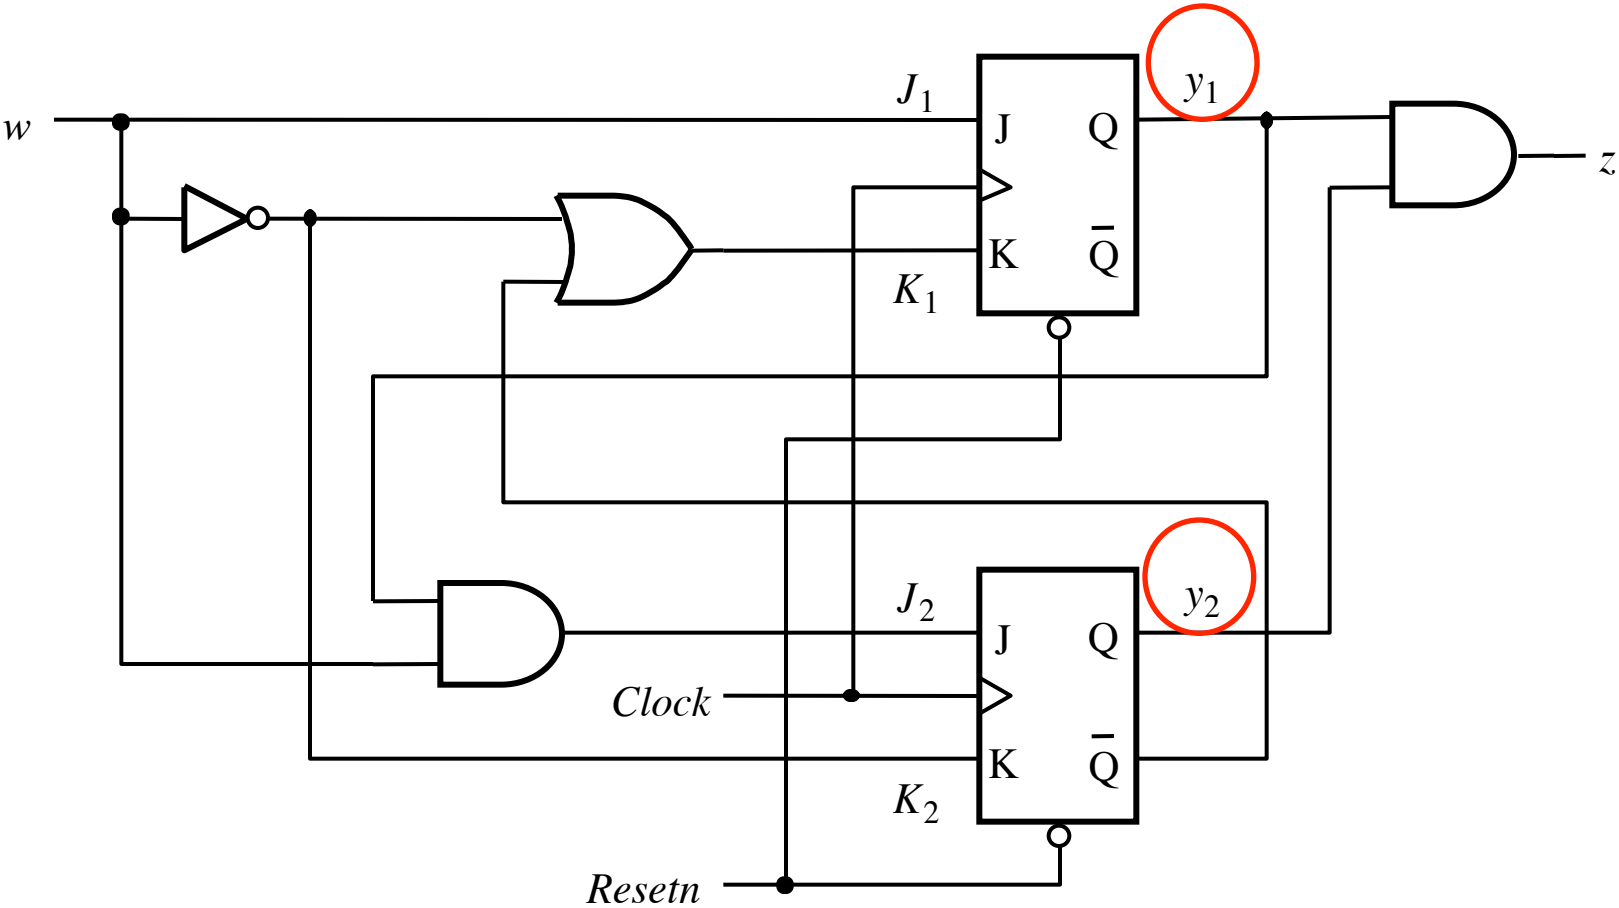 w
J1
J Q
y1
z
K Q̄
K1
J2
J Q
y2
Clock
K Q̄
K2
Resetn